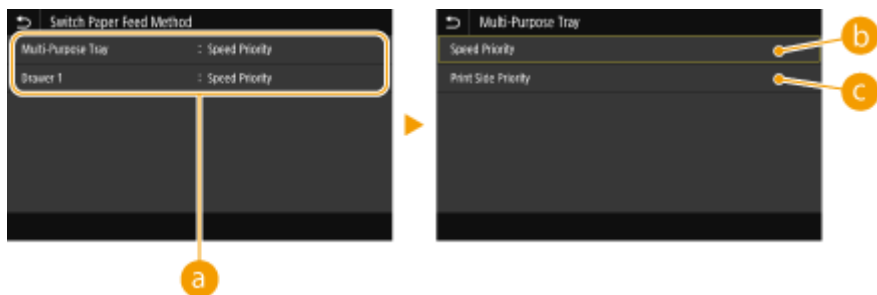 Switch Paper Feed Method
Multi-Purpose Tray : Speed Priority
Drawer 1 : Speed Priority
a
Multi-Purpose Tray
Speed Priority
b
Print Side Priority
c